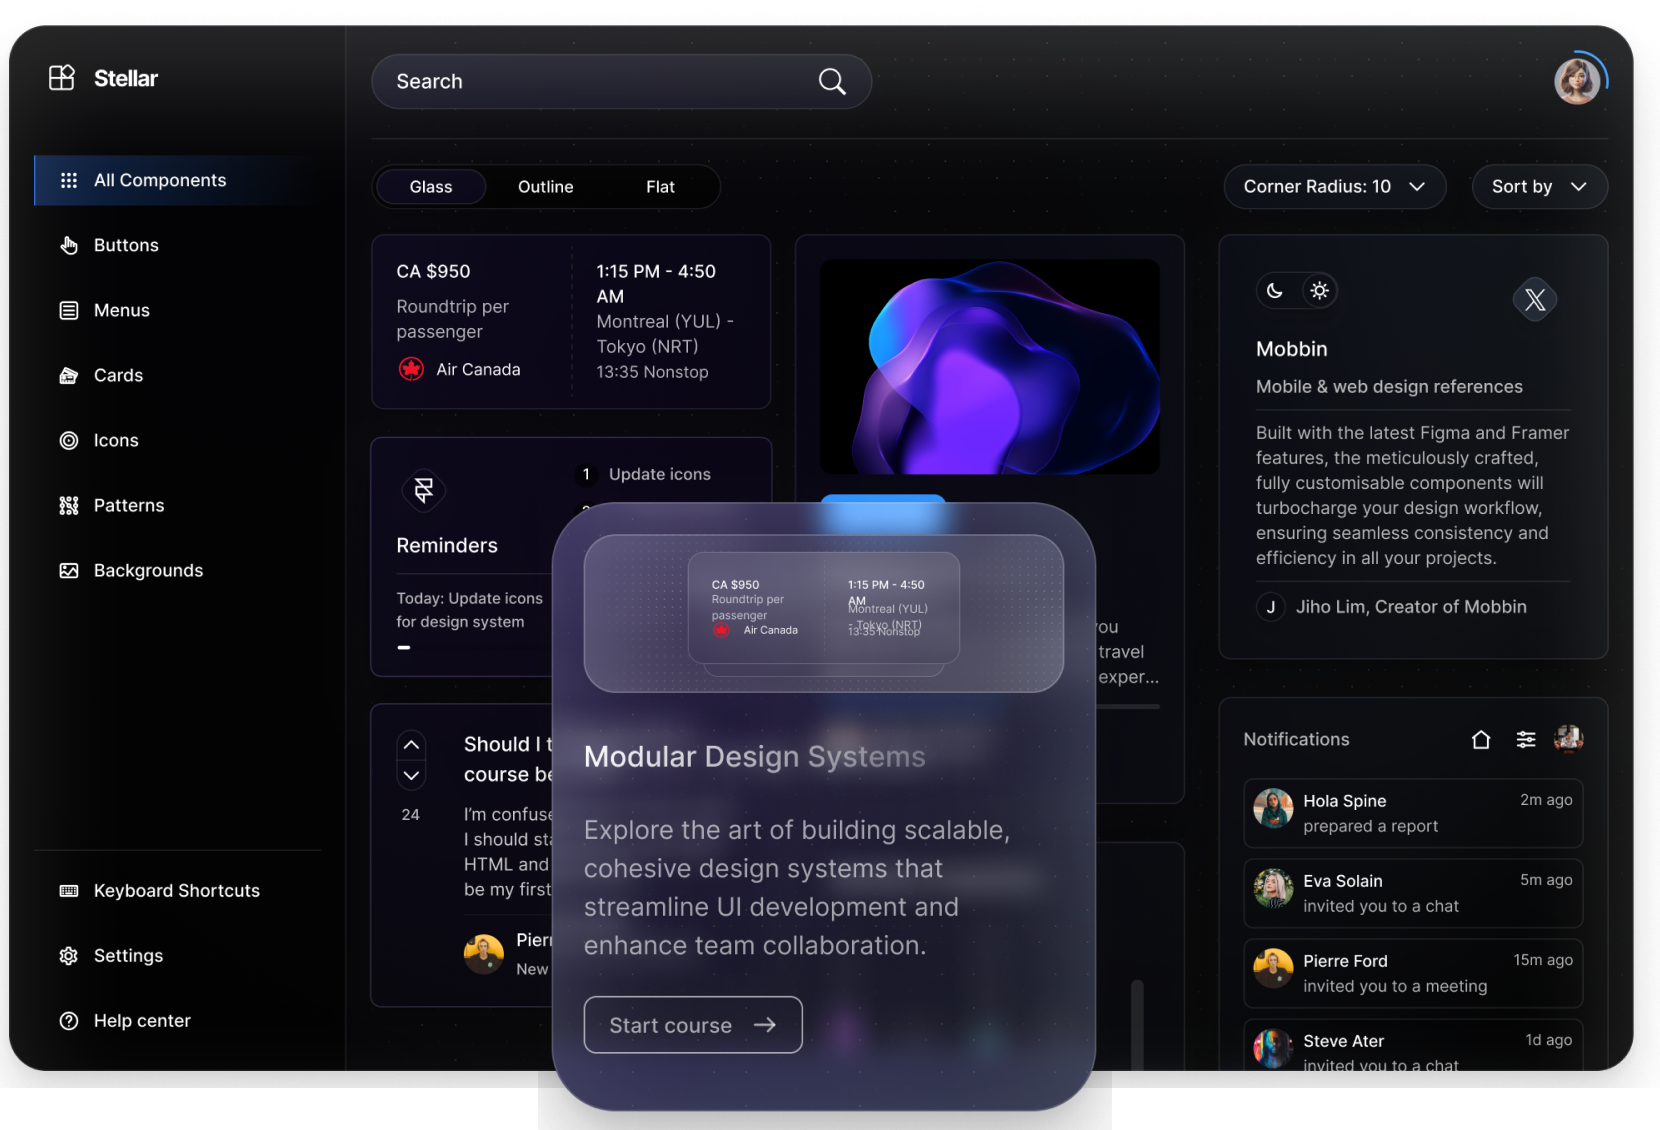 Stellar
Search
All Components
Buttons
Menus
Cards
Icons
Patterns
Backgrounds
Keyboard Shortcuts
Settings
Help center
Glass
Outline
Flat
Corner Radius: 10
Sort by
CA $950
Roundtrip per
passenger
Air Canada
1:15 PM - 4:50
AM
Montreal (YUL) -
Tokyo (NRT)
13:35 Nonstop
Reminders
Today: Update icons
for design system
1 Update icons
Should I t
course be
24
I'm confuse
I should sta
HTML and
be my first
Pierr
New
ou
travel
exper...
CA $950
Roundtrip per
passenger
Air Canada
1:15 PM - 4:50
AM
Montreal (YUL)
- Tokyo (NRT)
13:35 Nonstop
Modular Design Systems
Explore the art of building scalable,
cohesive design systems that
streamline UI development and
enhance team collaboration.
Start course
X
Mobbin
Mobile & web design references
Built with the latest Figma and Framer
features, the meticulously crafted,
fully customisable components will
turbocharge your design workflow,
ensuring seamless consistency and
efficiency in all your projects.
J Jiho Lim, Creator of Mobbin
Notifications
Hola Spine
2m ago
prepared a report
Eva Solain
5m ago
invited you to a chat
Pierre Ford
15m ago
invited you to a meeting
Steve Ater
1d ago
invited you to a chat